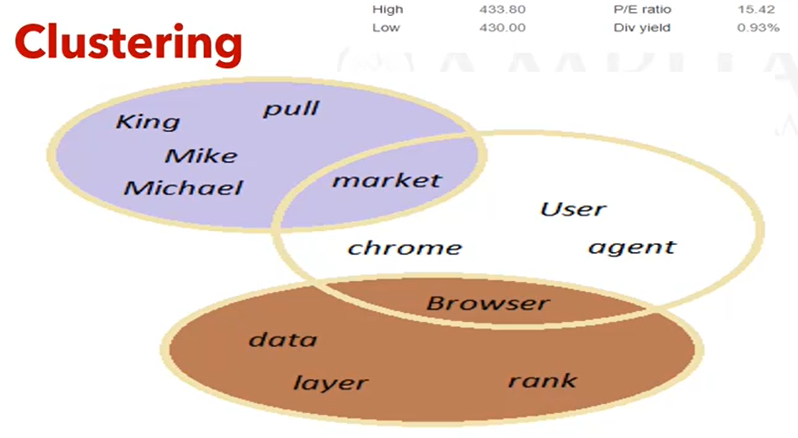 High 433.80 P/E ratio 15.42
Low 430.00 Div yield 0.93%
Clustering
King pull
Mike
Michael market
User
chrome agent
Browser
data
layer rank